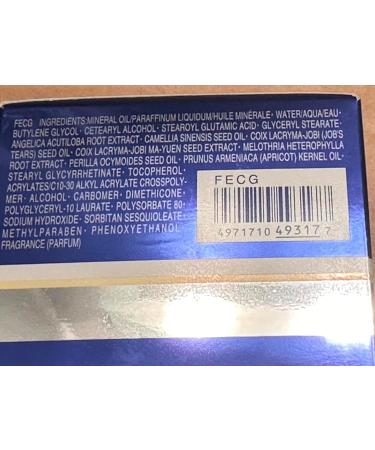 FECG INGREDIENTS:MINERAL OIL/PARAFFINUM LIQUIDUM/HUILE MINÉRALE· WATER/AQUA/EAU·
BUTYLENE GLYCOL· CETEARYL ALCOHOL· STEAROYL GLUTAMIC ACID· GLYCERYL STEARATE·
ANGELICA ACUTILOBA ROOT EXTRACT· CAMELLIA SINENSIS SEED OIL· COIX LACRYMA-JOBI (JOB'S
TEARS) SEED OIL· COIX LACRYMA-JOBI MA-YUEN SEED EXTRACT· MELOTHRIA HETEROPHYLLA
ROOT EXTRACT· PERILLA OCYMOIDES SEED OIL· PRUNUS ARMENIACA (APRICOT) KERNEL OIL·
STEARYL GLYCYRRHETINATE· TOCOPHEROL·
ACRYLATES/C10-30 ALKYL ACRYLATE CROSSPOLY-
MER· ALCOHOL· CARBOMER· DIMETHICONE·
POLYGLYCERYL-10 LAURATE· POLYSORBATE 80·
SODIUM HYDROXIDE· SORBITAN SESQUIOLEATE·
METHYLPARABEN· PHENOXYETHANOL·
FRAGRANCE (PARFUM)
FECG
4971710 493177